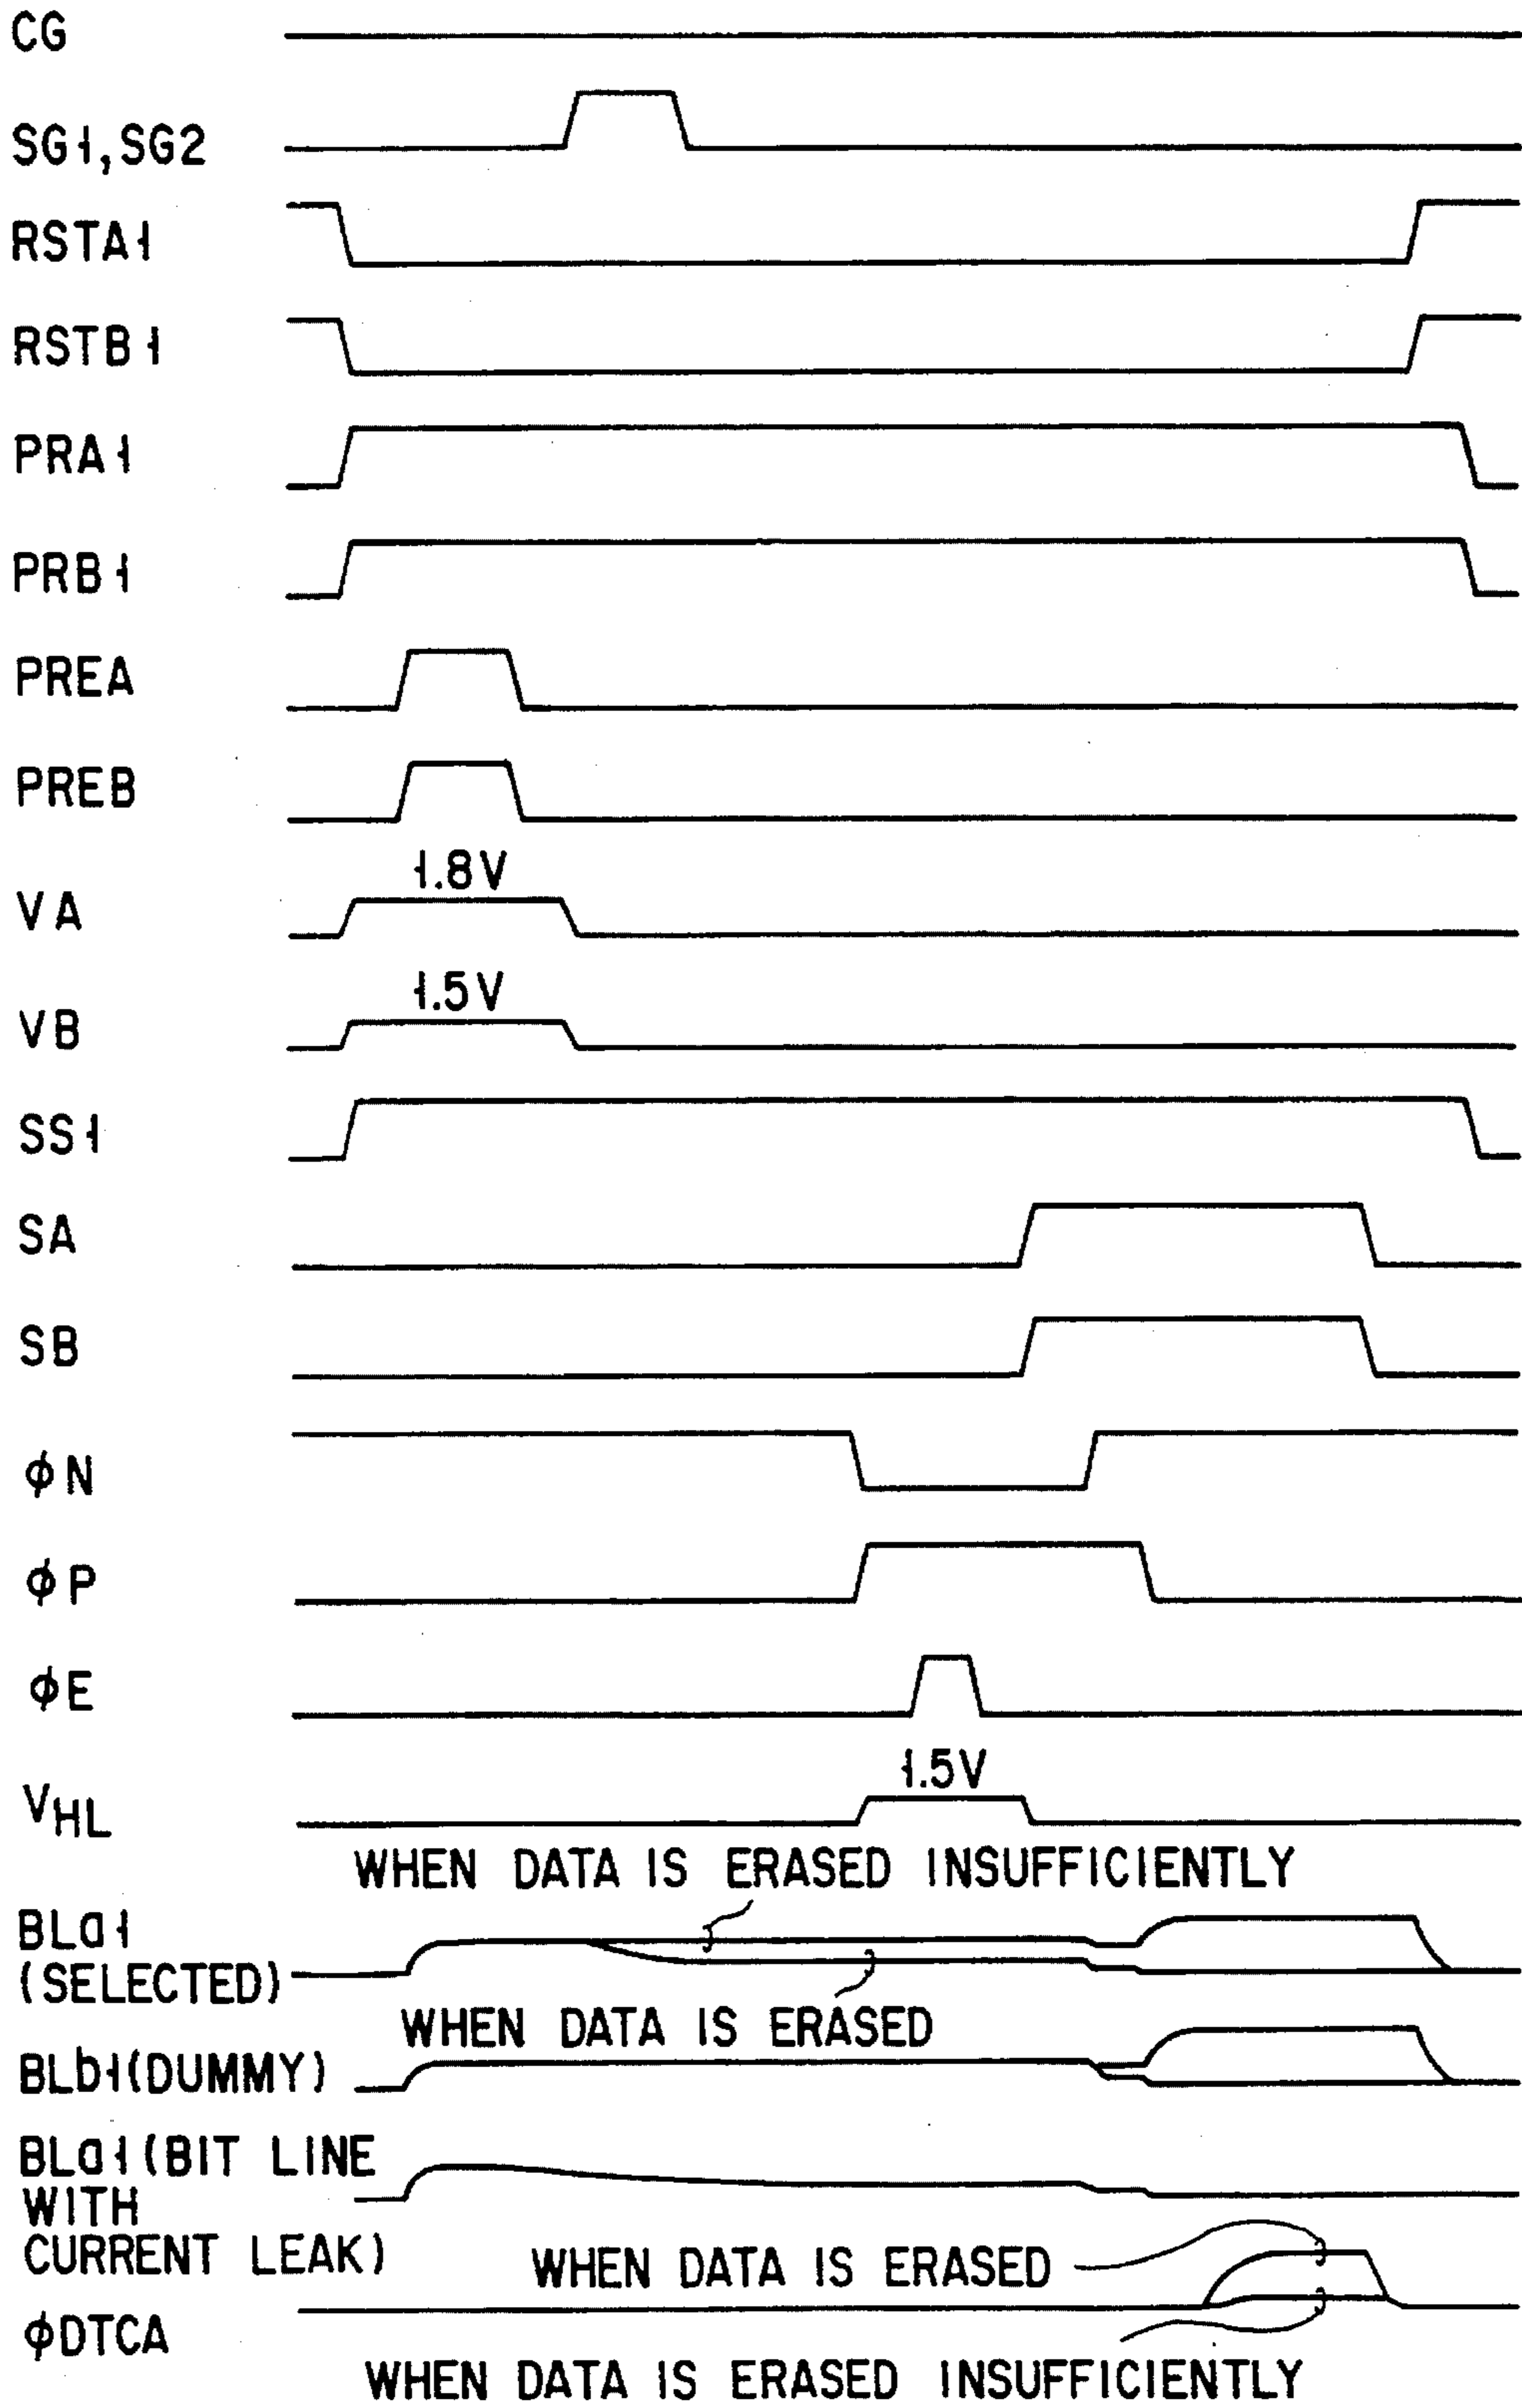 CG
SG1,SG2
RSTA1
RSTB1
PRA1
PRB1
PREA
PREB
1.8V
VA
1.5V
VB
SS1
SA
SB
φN
φP
φE
1.5V
VHL
WHEN DATA IS ERASED INSUFFICIENTLY
BLa1
(SELECTED)
WHEN DATA IS ERASED
BLb1(DUMMY)
BLa1(BIT LINE
WITH
CURRENT LEAK)
WHEN DATA IS ERASED
φDTCA
WHEN DATA IS ERASED INSUFFICIENTLY